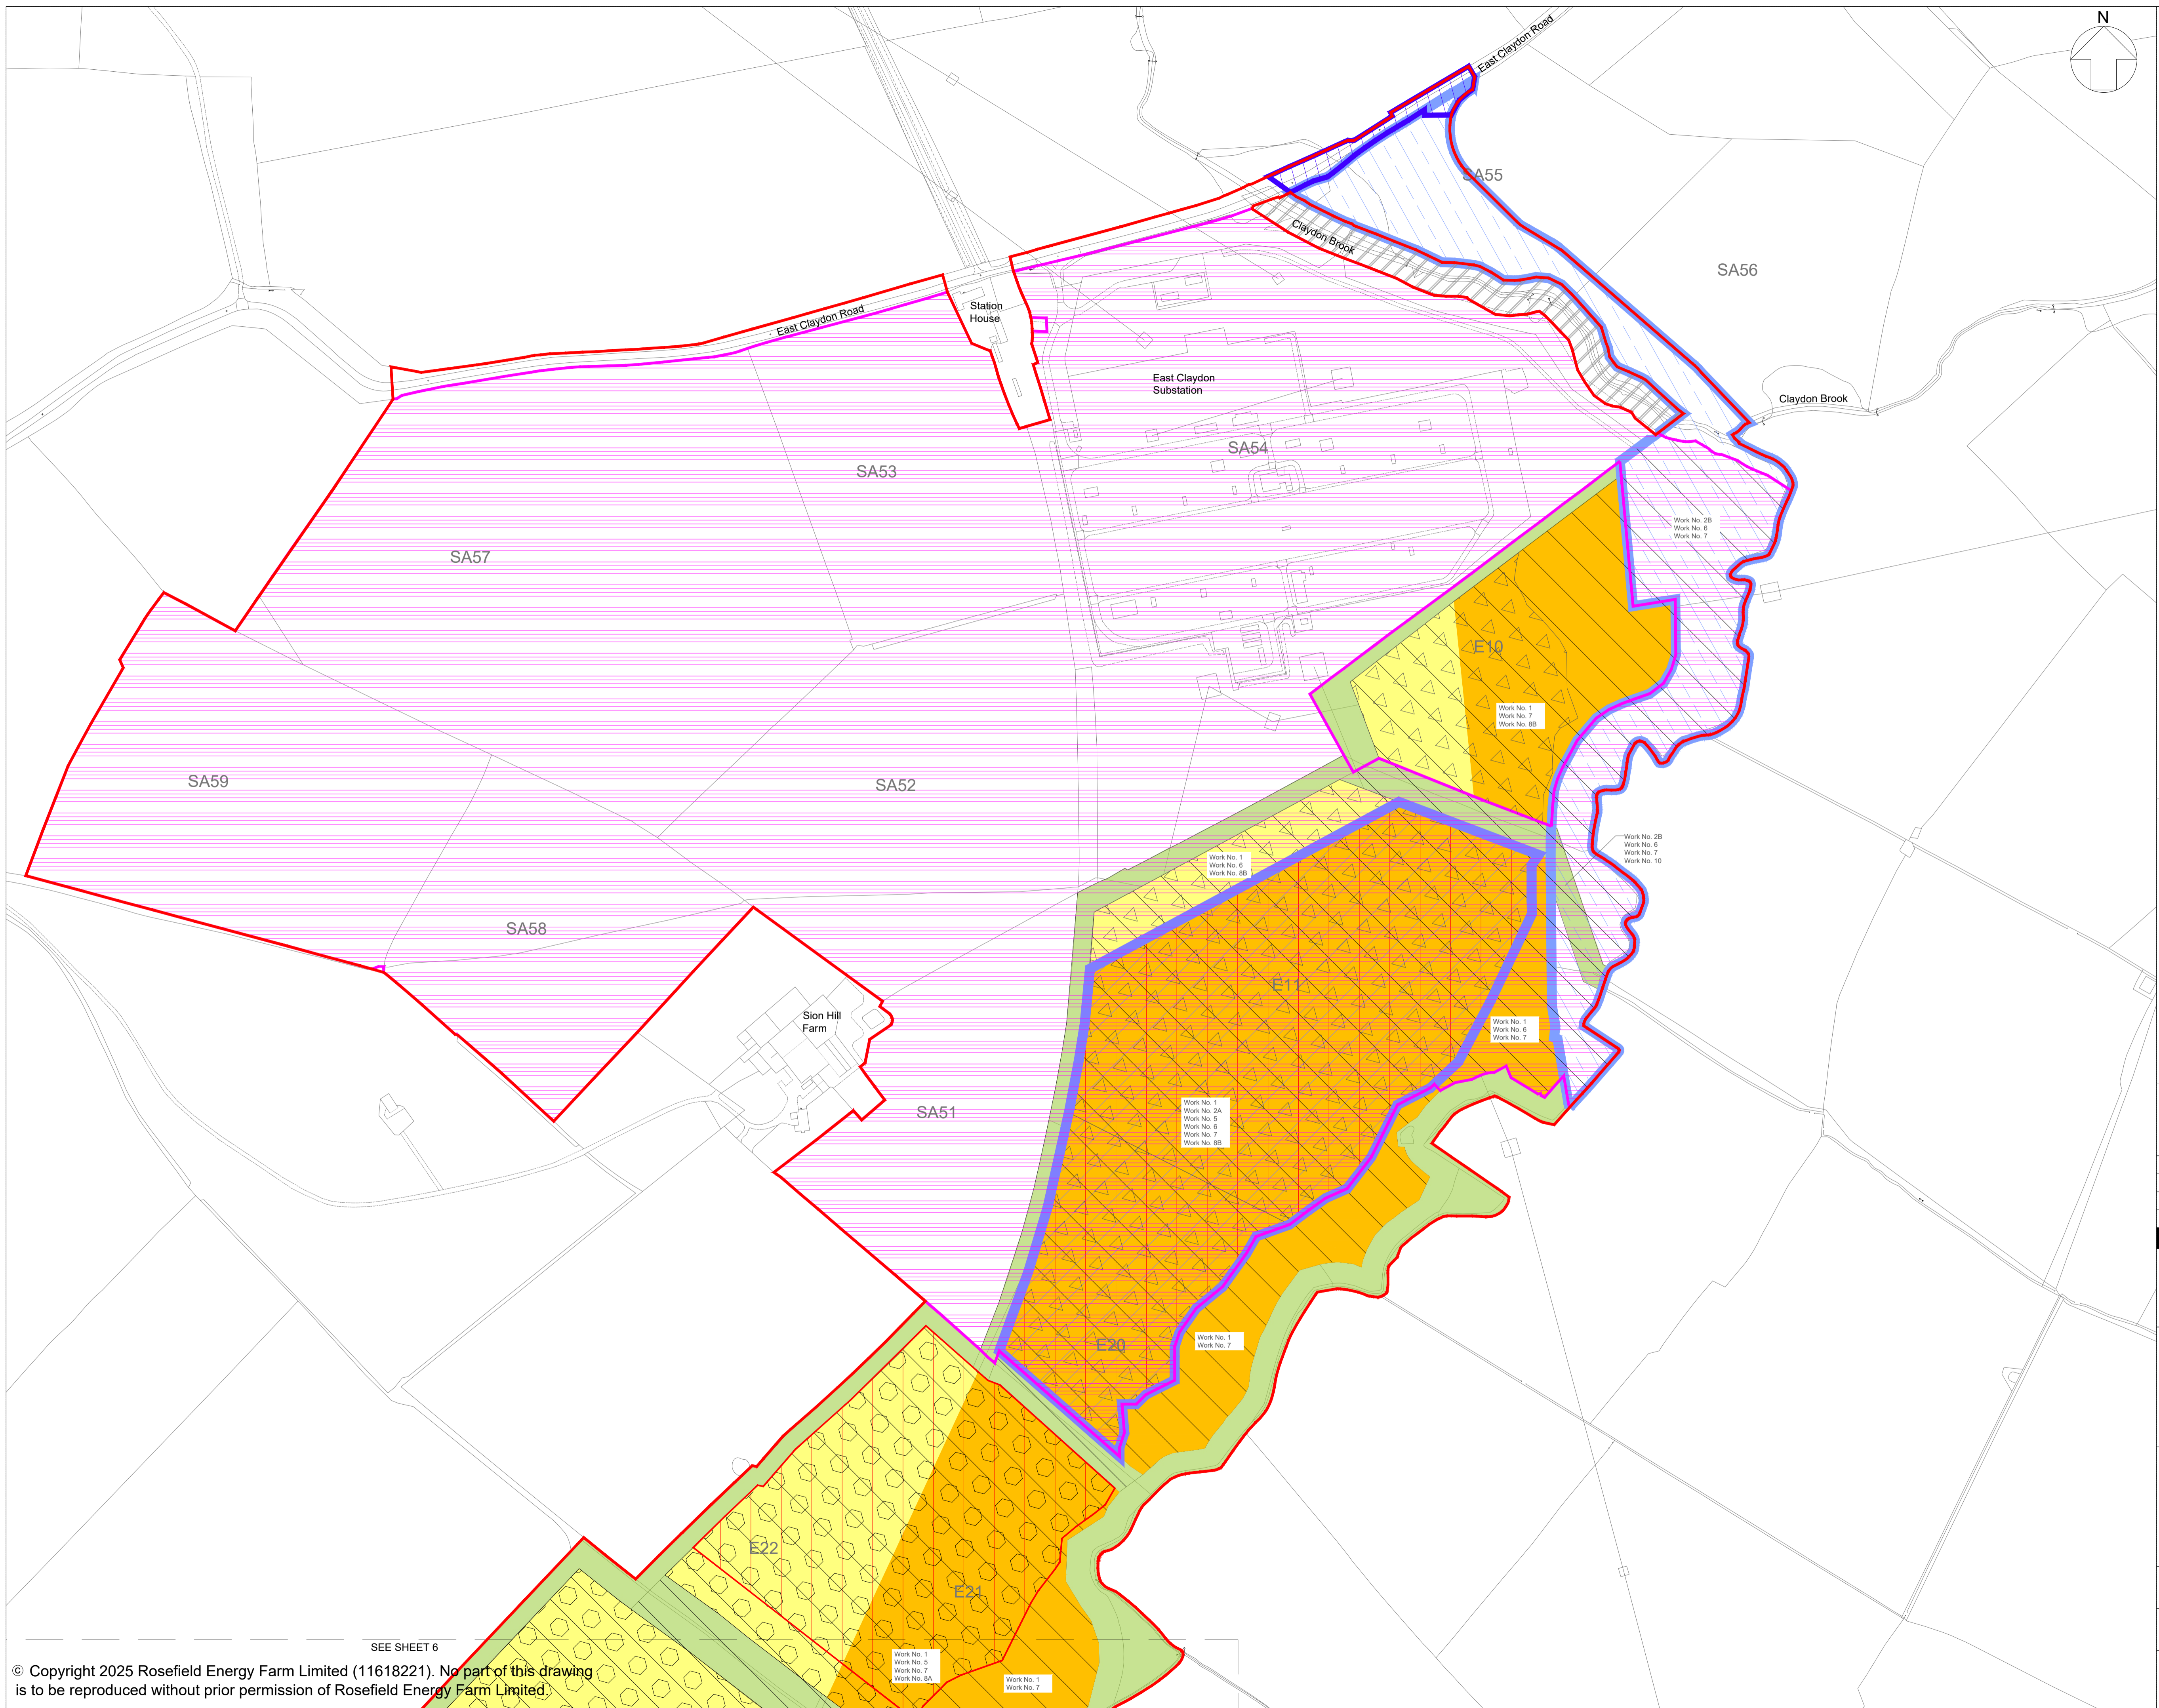 N
East Claydon Road
SA55
Claydon Brook
SA56
Station
House
East Claydon Road
East Claydon
Substation
Claydon Brook
SA54
SA53
Work No. 2B
Work No. 6
Work No. 7
SA57
E10
Work No. 1
Work No. 7
Work No. 8B
SA59
SA52
Work No. 2B
Work No. 6
Work No. 7
Work No. 10
Work No. 1
Work No. 6
Work No. 8B
SA58
E11
Sion Hill
Farm
Work No. 1
Work No. 6
Work No. 7
SA51
Work No. 1
Work No. 2A
Work No. 5
Work No. 6
Work No. 7
Work No. 8B
Work No. 1
Work No. 7
E20
E22
E21
SEE SHEET 6
Work No. 1
Work No. 5
Work No. 7
Work No. 8A
Work No. 1
Work No. 7
© Copyright 2025 Rosefield Energy Farm Limited (11618221). No part of this drawing
is to be reproduced without prior permission of Rosefield Energy Farm Limited.